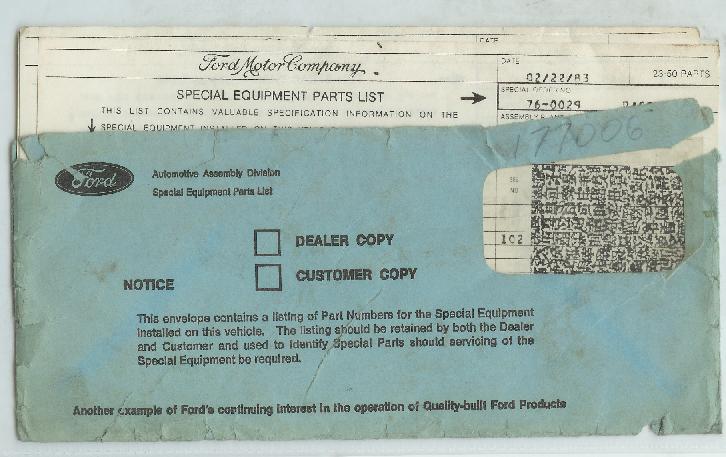 DATE
Ford Motor Company
DATE
02/22/83
23-50 PARTS
SPECIAL EQUIPMENT PARTS LIST
SPECIAL ORDER NO
76-0029
THIS LIST CONTAINS VALUABLE SPECIFICATION INFORMATION ON THE
SPECIAL EQUIPMENT
177006
Ford
Automotive Assembly Division
Special Equipment Parts List
102
DEALER COPY
CUSTOMER COPY
NOTICE
This envelope contains a listing of Part Numbers for the Special Equipment
installed on this vehicle. The listing should be retained by both the Dealer
and Customer and used to identify Special Parts should servicing of the
Special Equipment be required.
Another example of Ford's continuing interest in the operation of Quality-built Ford Products